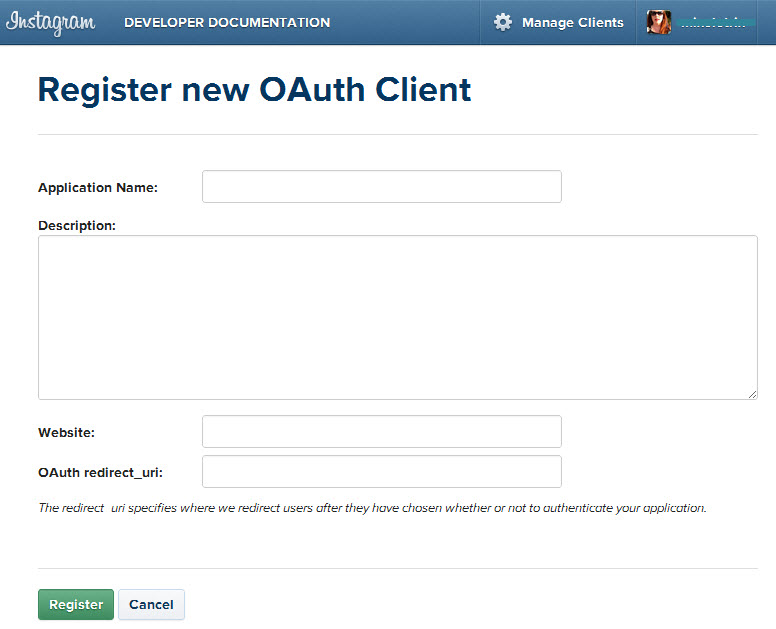 Instagram DEVELOPER DOCUMENTATION Manage Clients
Register new OAuth Client
Application Name:
Description:
Website:
OAuth redirect_uri:
The redirect_uri specifies where we redirect users after they have chosen whether or not to authenticate your application.
Register Cancel